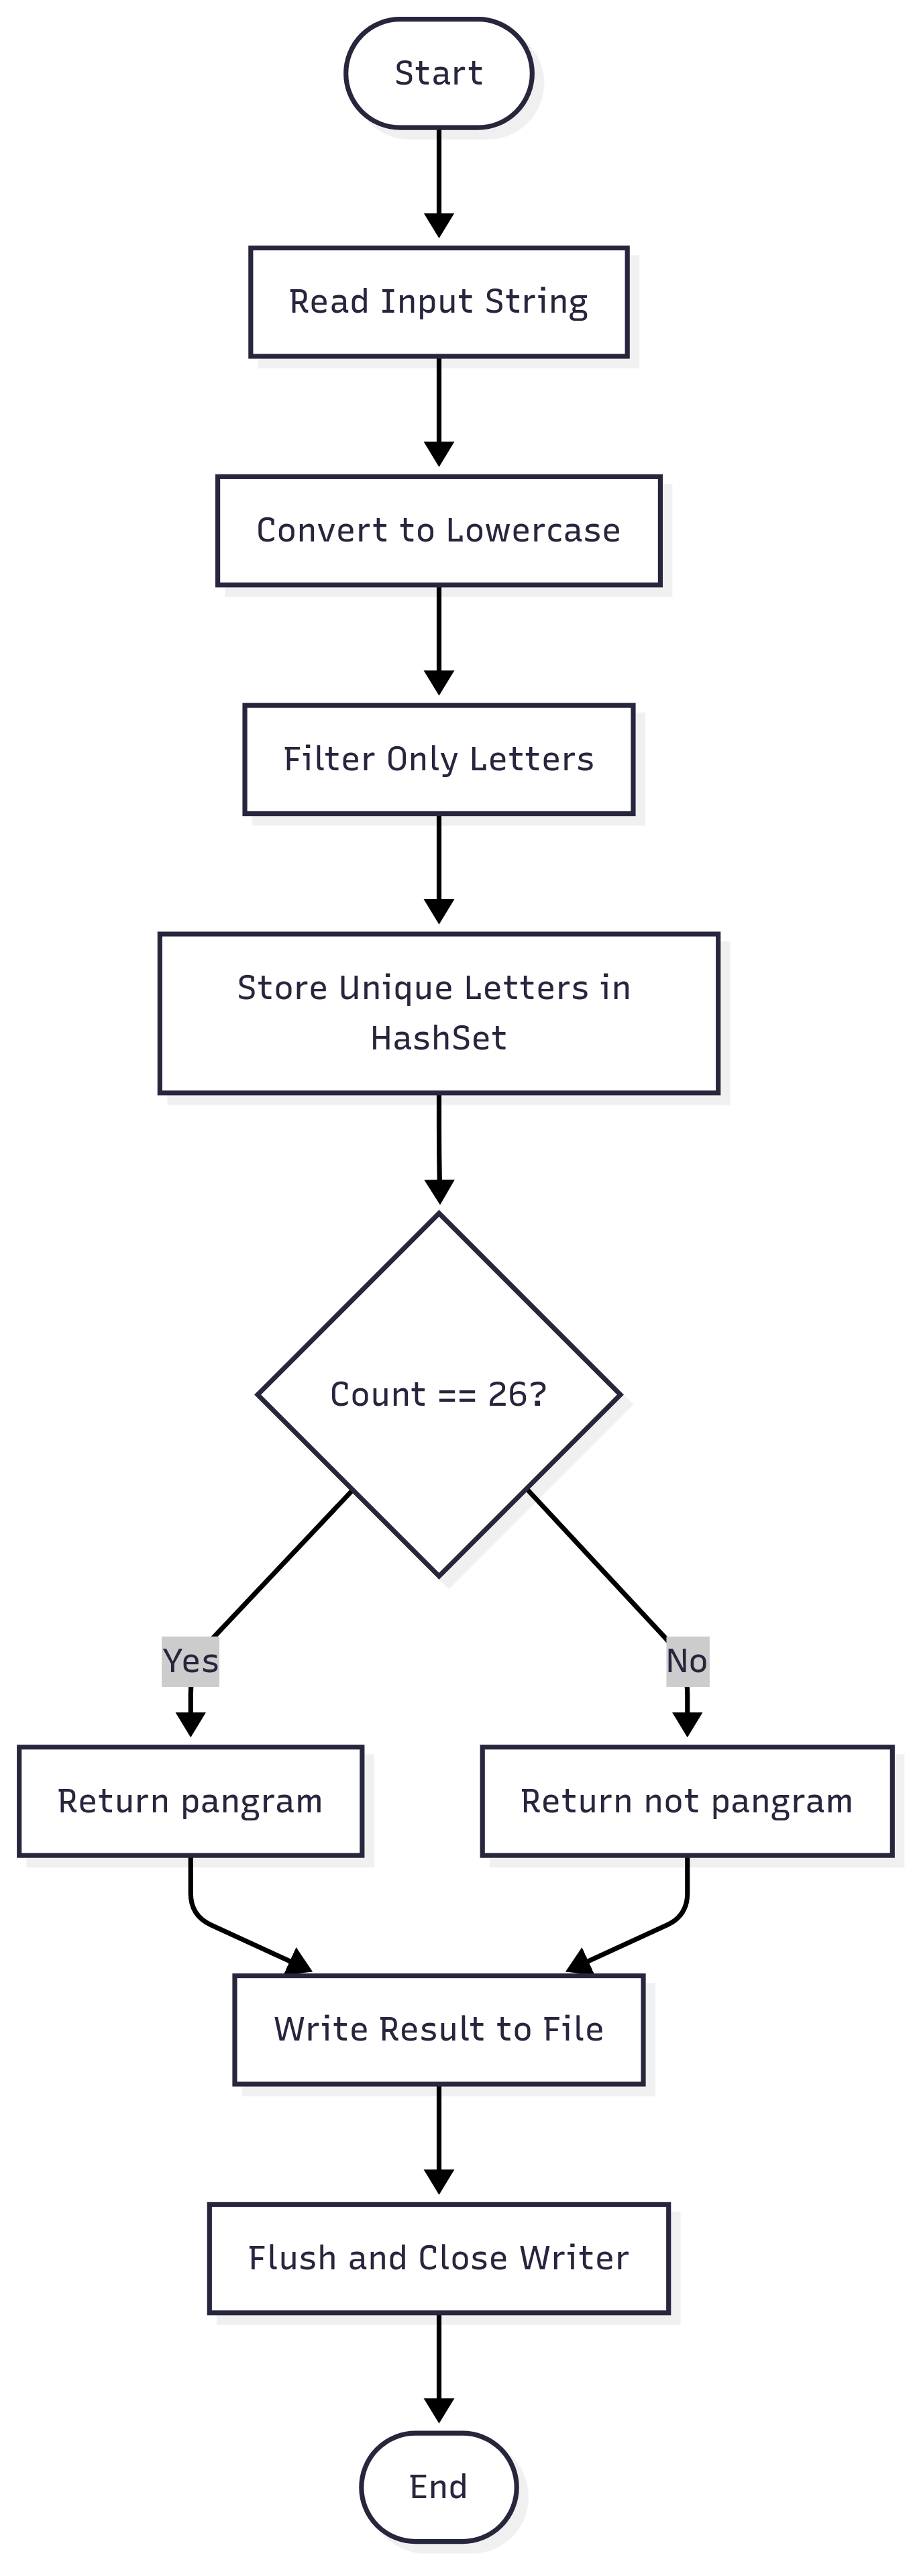 Start
Read Input String
Convert to Lowercase
Filter Only Letters
Store Unique Letters in
HashSet
Count == 26?
Yes
No
Return pangram
Return not pangram
Write Result to File
Flush and Close Writer
End